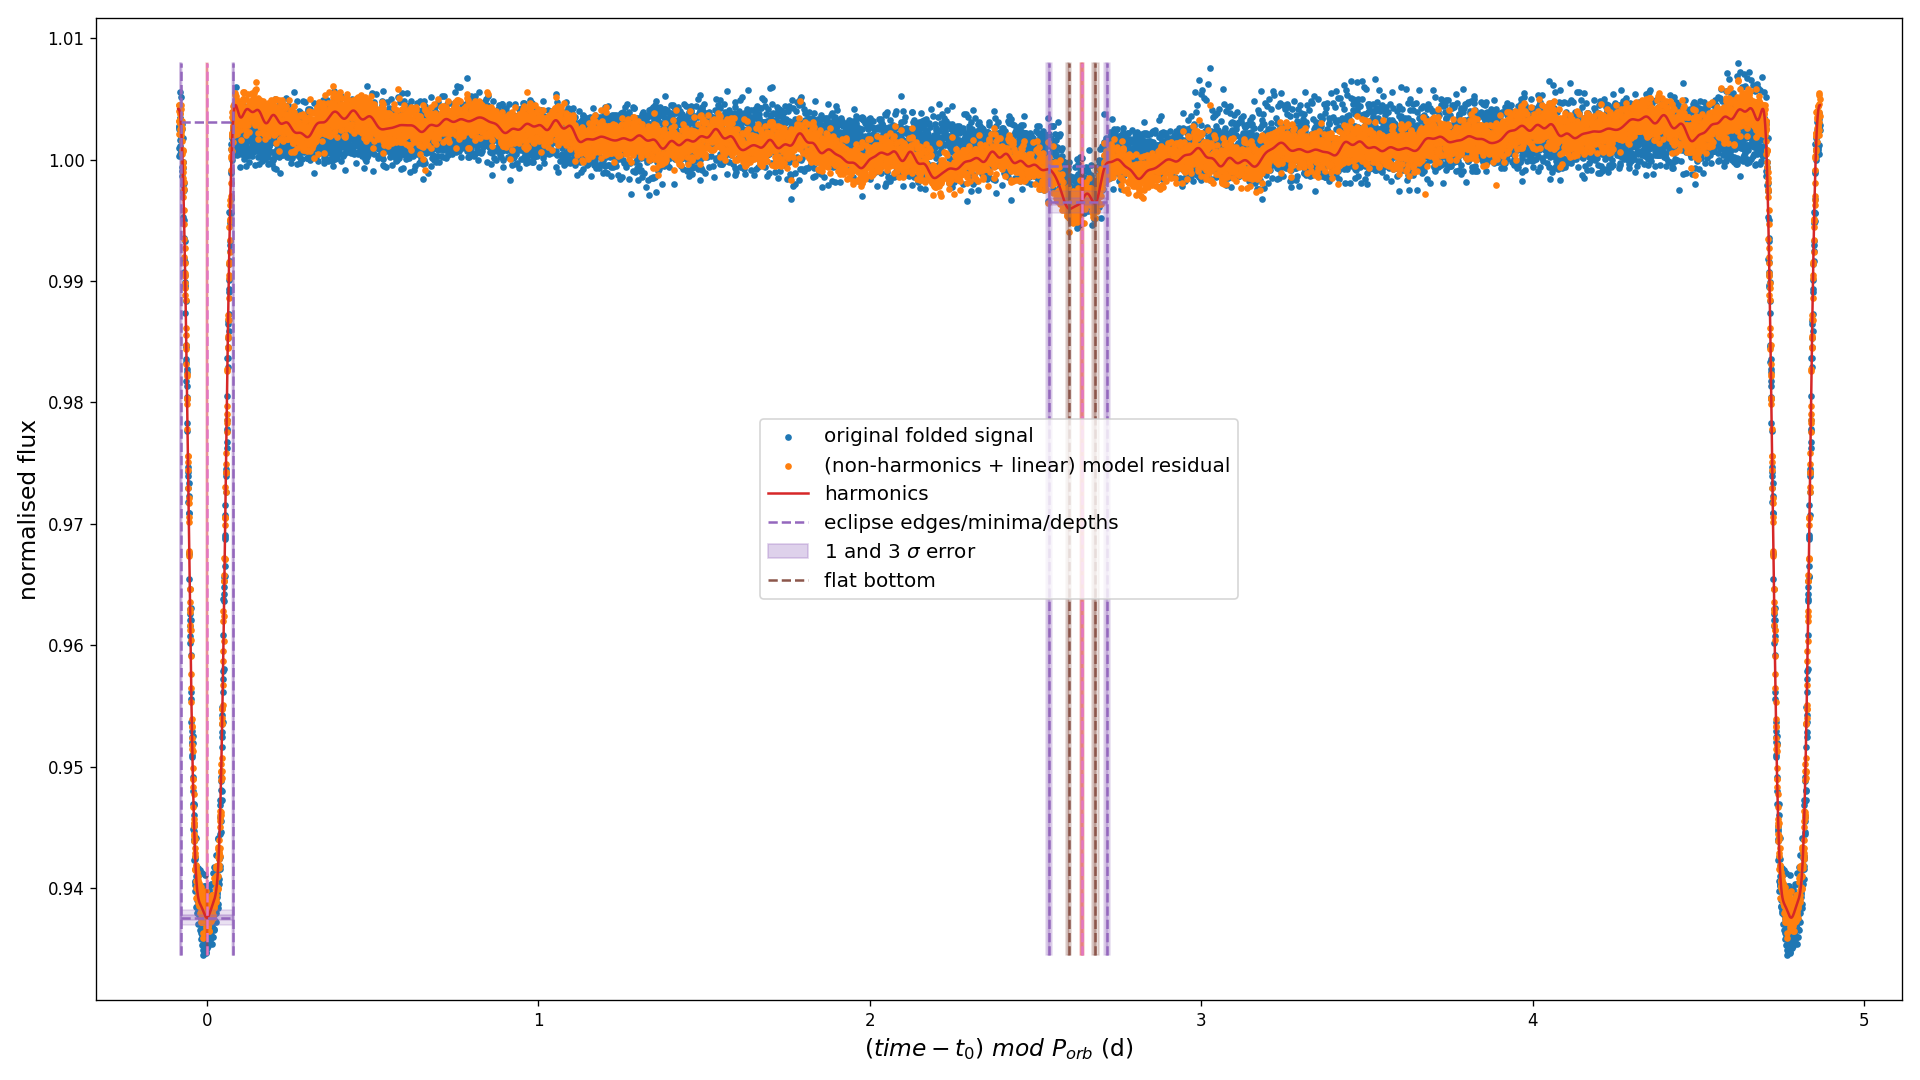 1.01
1.00
0.99
0.98
0.97
0.96
0.95
0.94
normalised flux
original folded signal
(non-harmonics + linear) model residual
harmonics
eclipse edges/minima/depths
1 and 3 σ error
flat bottom
0 1 2 3 4 5
(time − t₀) mod Pₒᵣb (d)